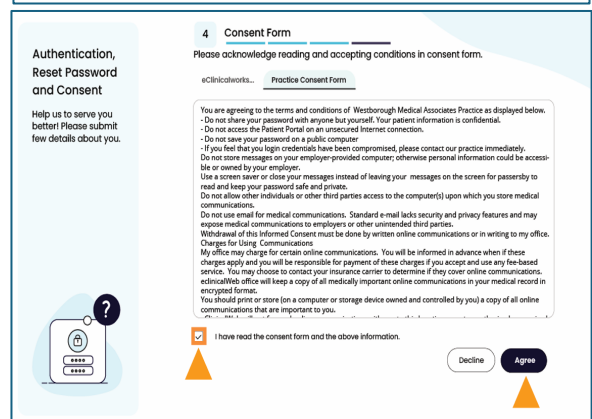 Authentication,
Reset Password
and Consent
Help us to serve you
better! Please submit
few details about you.
?
4 Consent Form
Please acknowledge reading and accepting conditions in consent form.
eClinicalworks... Practice Consent Form
You are agreeing to the terms and conditions of Westborough Medical Associates Practice as displayed below.
- Do not share your password with anyone but yourself. Your patient information is confidential.
- Do not access the Patient Portal on an unsecured Internet connection.
- Do not save your password on a public computer
- If you feel that you login credentials have been compromised, please contact our practice immediately.
Do not store messages on your employer-provided computer; otherwise personal information could be accessi-
ble or owned by your employer.
Use a screen saver or close your messages instead of leaving your messages on the screen for passersby to
read and keep your password safe and private.
Do not allow other individuals or other third parties access to the computer(s) upon which you store medical
communications.
Do not use email for medical communications. Standard e-mail lacks security and privacy features and may
expose medical communications to employers or other unintended third parties.
Withdrawal of this Informed Consent must be done by written online communications or in writing to my office.
Charges for Using Communications
My office may charge for certain online communications. You will be informed in advance when if these
charges apply and you will be responsible for payment of these charges if you accept and use any fee-based
service. You may choose to contact your insurance carrier to determine if they cover online communications.
eclinicalWeb office will keep a copy of all medically important online communications in your medical record in
encrypted format.
You should print or store (on a computer or storage device owned and controlled by you) a copy of all online
communications that are important to you.
I have read the consent form and the above information.
Decline Agree